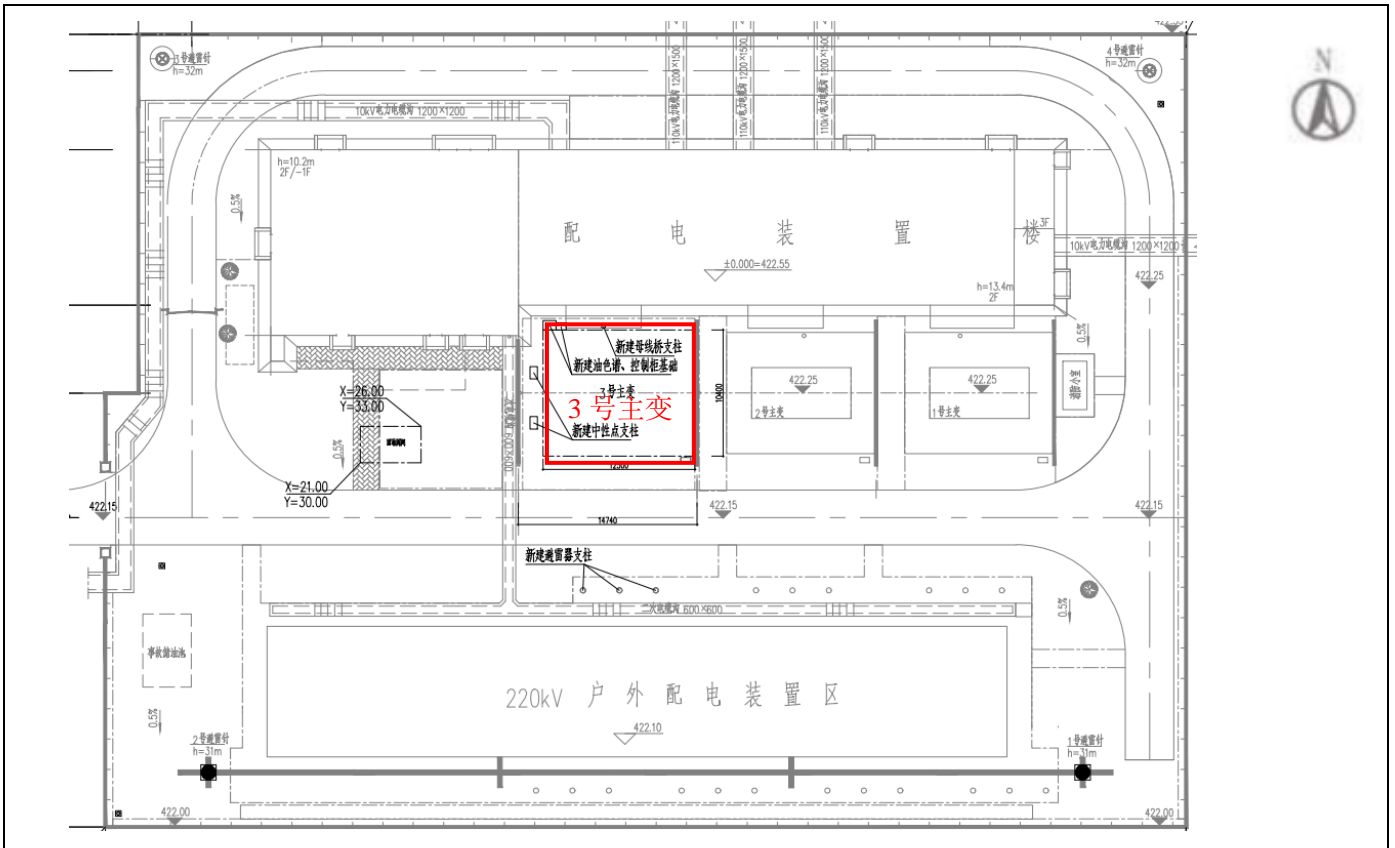 422.55
N
3号避雷针
h=32m
4号避雷针
h=32m
10kV电力电缆沟 1200×1200
110kV电力电缆沟 1200×1500
110kV电力电缆沟 1200×1500
110kV电力电缆沟 1200×1500
h=10.2m
2F/-1F
0.5%
配电装置楼
3F
10kV电力电缆沟 1200×1200
±0.000=422.55
422.25
h=13.4m
2F
新建母线桥支柱
新建油色谱、控制柜基础
3号主变
3 号主变
新建中性点支柱
10400
12500
14740
422.25
2号主变
422.25
1号主变
0.5%
消防小室
X=26.00
Y=33.00
0.5%
X=21.00
Y=30.00
600×600
422.15
422.15
422.15
新建避雷器支柱
二次电缆沟 600×600
0.5%
事故储油池
0.5%
220kV 户外配电装置区
422.10
2号避雷针
h=31m
1号避雷针
h=31m
422.00
422.00